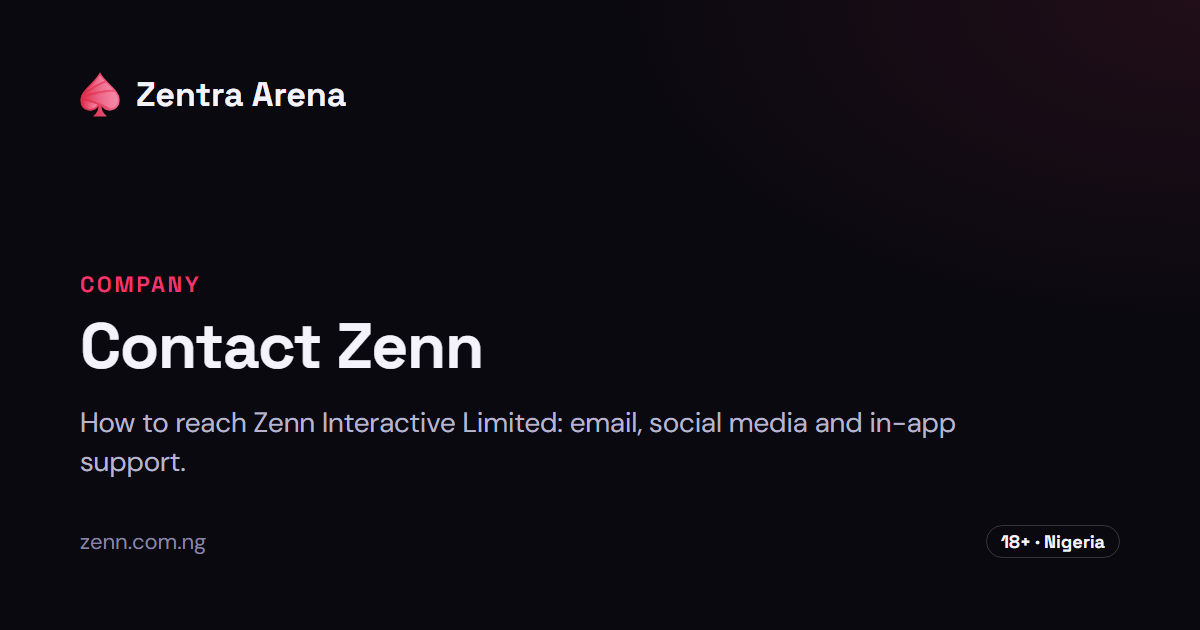 Zentra Arena
COMPANY
Contact Zenn
How to reach Zenn Interactive Limited: email, social media and in-app
support.
zenn.com.ng
18+ · Nigeria